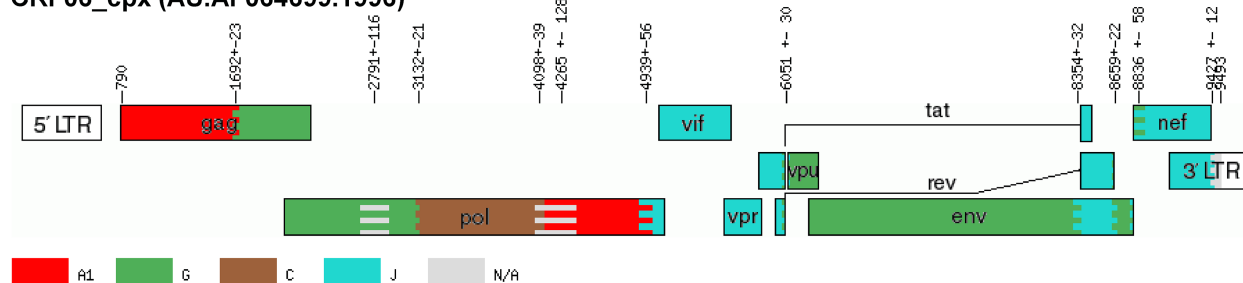 790
1692+-23
2791+-116
3132+-21
4098+-39
4265 +- 128
4939+-56
6051 +- 30
8354+-32
8659+-22
8836 +- 58
9427 +- 12
9493
5' LTR
gag
vif
tat
nef
vpu
rev
3' LTR
pol
vpr
env
A1
G
C
J
N/A